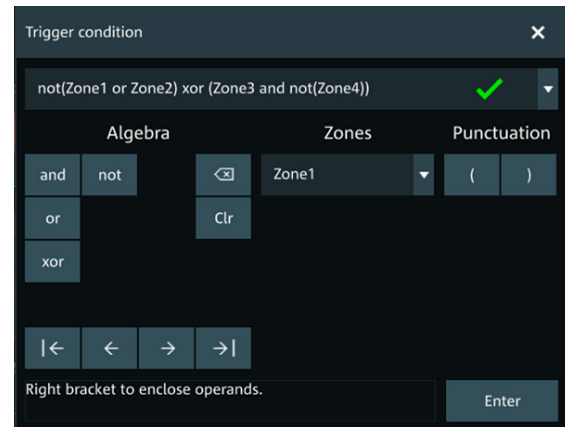 Trigger condition
not(Zone1 or Zone2) xor (Zone3 and not(Zone4))
Algebra Zones Punctuation
and not Zone1 ( )
or Clr
xor
Right bracket to enclose operands.
Enter